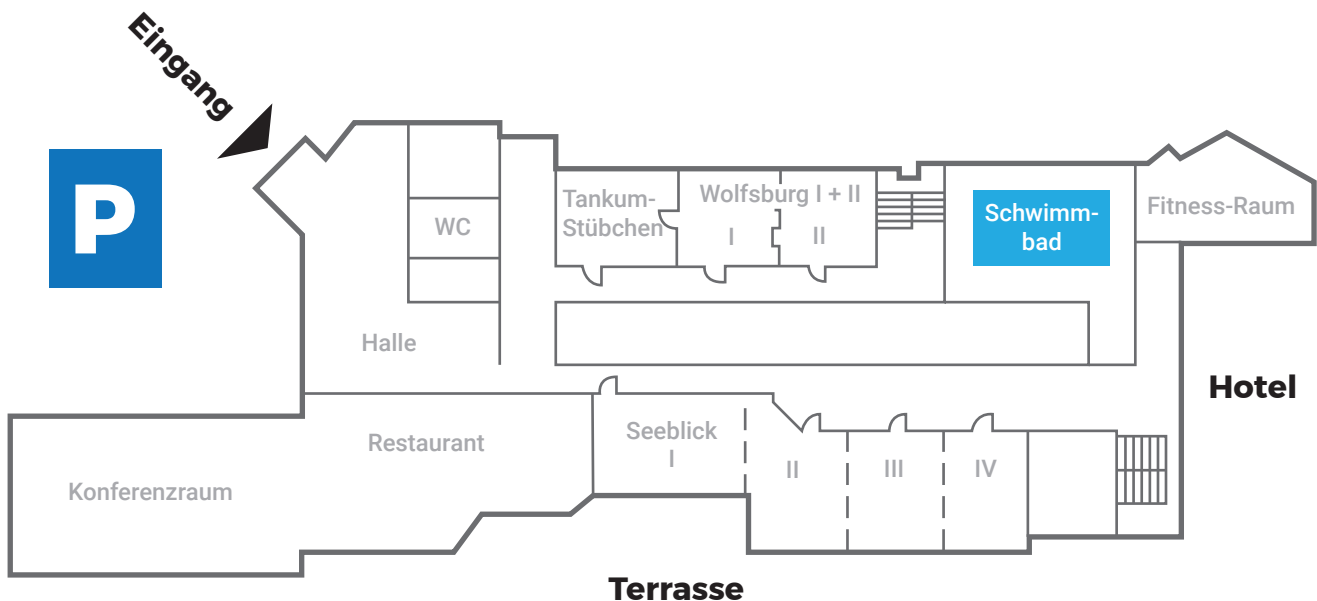 Eingang
P
Tankum-
Stübchen
Wolfsburg I + II
I
II
WC
Schwimm-
bad
Fitness-Raum
Halle
Hotel
Restaurant
Seeblick
I
II
III
IV
Konferenzraum
Terrasse